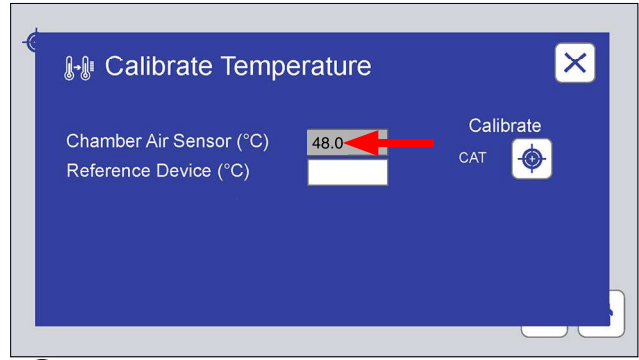 Calibrate Temperature
Calibrate
Chamber Air Sensor (°C) 48.0
CAT
Reference Device (°C)